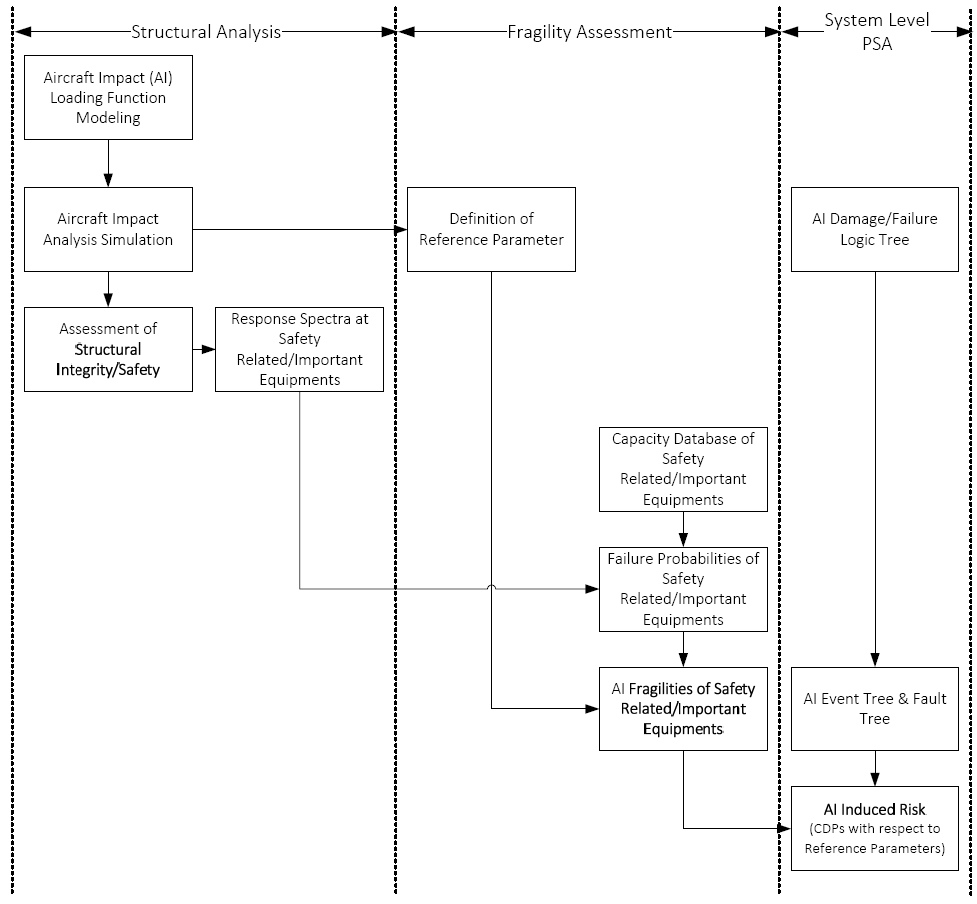 Structural Analysis
Fragility Assessment
System Level
PSA
Aircraft Impact (AI)
Loading Function
Modeling
Aircraft Impact
Analysis Simulation
Definition of
Reference Parameter
AI Damage/Failure
Logic Tree
Assessment of
Structural
Integrity/Safety
Response Spectra at
Safety
Related/Important
Equipments
Capacity Database of
Safety
Related/Important
Equipments
Failure Probabilities of
Safety
Related/Important
Equipments
AI Fragilities of Safety
Related/Important
Equipments
AI Event Tree & Fault
Tree
AI Induced Risk
(CDPs with respect to
Reference Parameters)